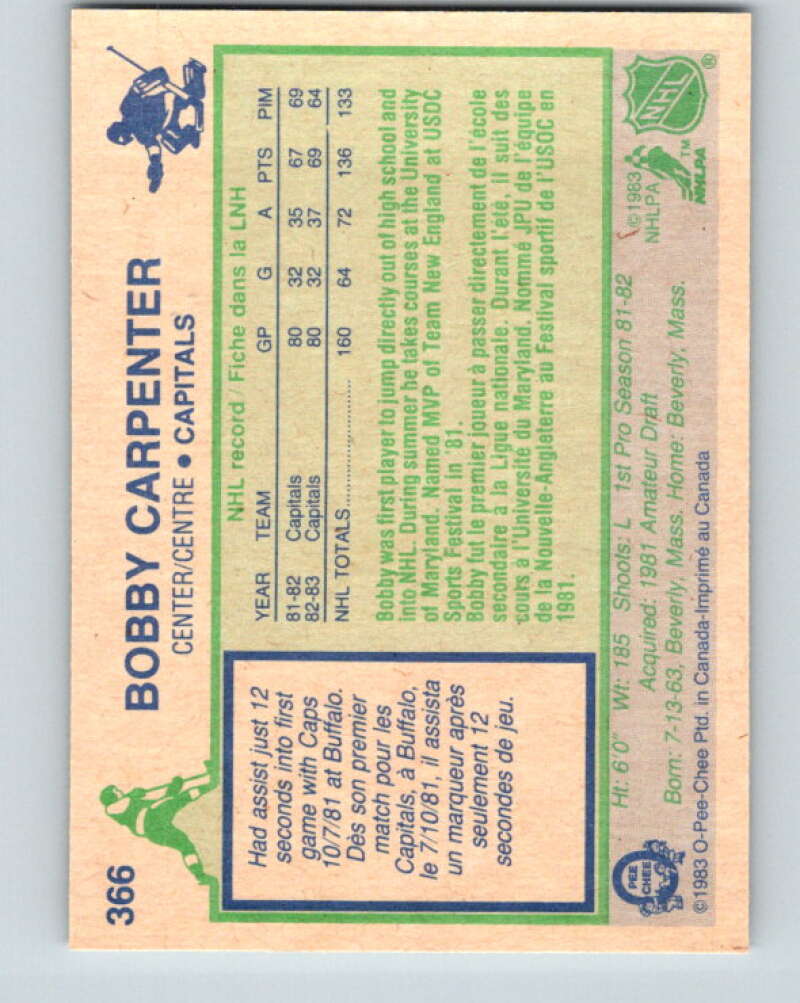 366
BOBBY CARPENTER
CENTER/CENTRE • CAPITALS
Had assist just 12
seconds into first
game with Caps
10/7/81 at Buffalo.
Dès son premier
match pour les
Capitals, à Buffalo,
le 7/10/81, il assista
un marqueur après
seulement 12
secondes de jeu.
NHL record / Fiche dans la LNH
YEAR TEAM GP G A PTS PIM
81-82 Capitals 80 32 35 67 69
82-83 Capitals 80 32 37 69 64
NHL TOTALS.......................... 160 64 72 136 133
Bobby was first player to jump directly out of high school and
into NHL. During summer he takes courses at the University
of Maryland. Named MVP of Team New England at USDC
Sports Festival in '81.
Bobby fut le premier joueur à passer directement de l'école
secondaire à la Ligue nationale. Durant l'été, il suit des
cours à l'Université du Maryland. Nommé JPU de l'équipe
de la Nouvelle-Angleterre au Festival sportif de l'USOC en
1981.
Ht: 6'0" Wt: 185 Shoots: L 1st Pro Season 81-82
Acquired: 1981 Amateur Draft
Born: 7-13-63, Beverly, Mass. Home: Beverly, Mass.
©1983 O-Pee-Chee Ptd. in Canada-Imprimé au Canada
O
PEE
CHEE
©1983
NHLPA
NHLPA
TM
NHL
®